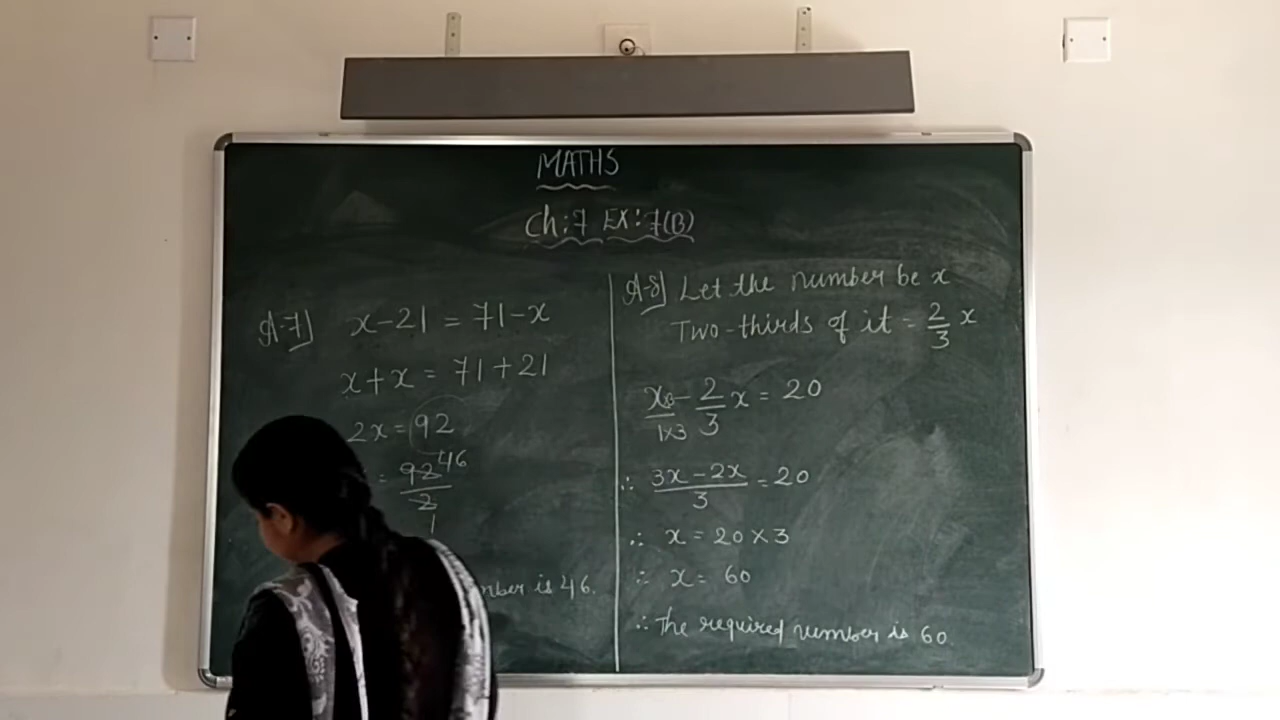 MATHS
Ch:7 EX:7(B)
A-7] x-21 = 71-x
x+x = 71+21
2x = 92
= 92 46
2
1
mber is 46.
A-8] Let the number be x
Two-thirds of it = 2/3 x
x×3/1×3 - 2/3 x = 20
∴ 3x-2x/3 = 20
∴ x = 20×3
∴ x = 60
∴ The required number is 60.